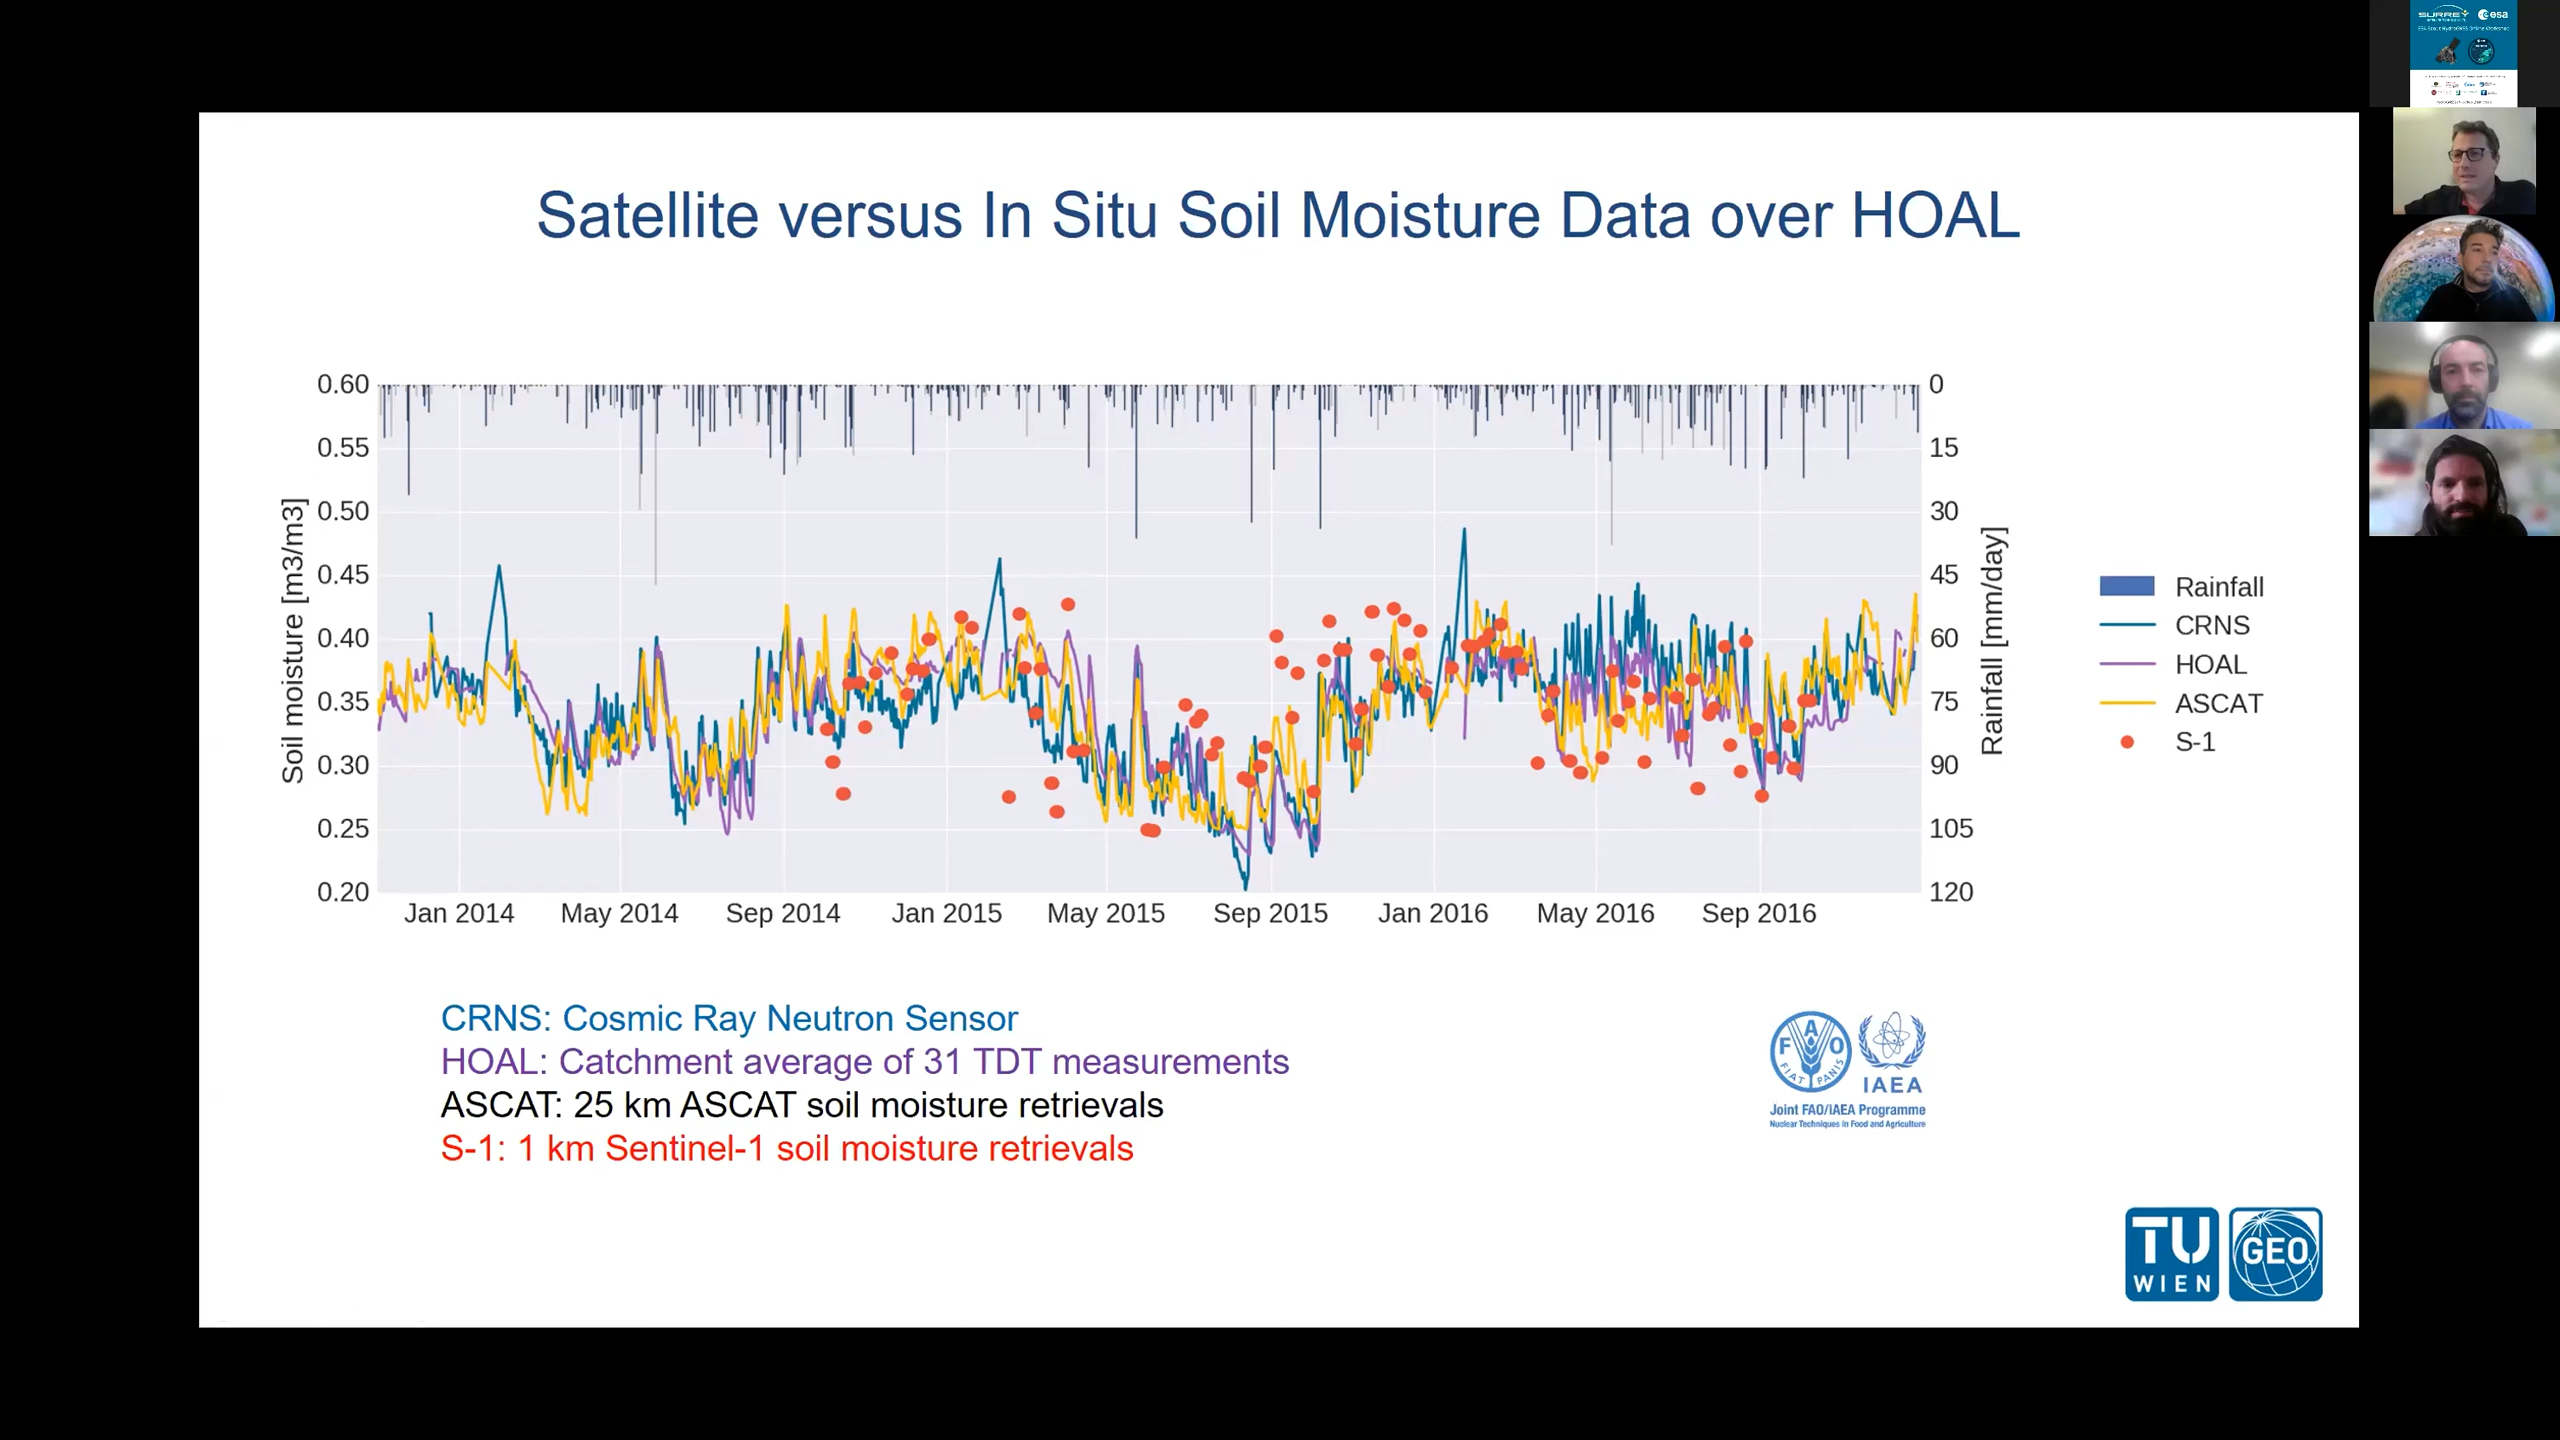 Satellite versus In Situ Soil Moisture Data over HOAL
0.60
0.55
0.50
0.45
0.40
0.35
0.30
0.25
0.20
Soil moisture [m3/m3]
0
15
30
45
60
75
90
105
120
Rainfall [mm/day]
Jan 2014 May 2014 Sep 2014 Jan 2015 May 2015 Sep 2015 Jan 2016 May 2016 Sep 2016
Rainfall
CRNS
HOAL
ASCAT
S-1
CRNS: Cosmic Ray Neutron Sensor
HOAL: Catchment average of 31 TDT measurements
ASCAT: 25 km ASCAT soil moisture retrievals
S-1: 1 km Sentinel-1 soil moisture retrievals
FAO
FIAT PANIS
IAEA
Joint FAO/IAEA Programme
Nuclear Techniques in Food and Agriculture
TU
WIEN
GEO
SURREY
esa